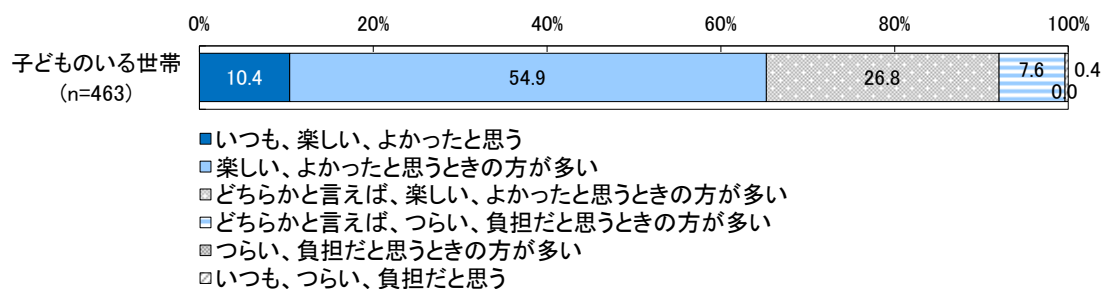 0% 20% 40% 60% 80% 100%
子どものいる世帯
(n=463)
10.4 54.9 26.8 7.6 0.4
0.0
いつも、楽しい、よかったと思う
楽しい、よかったと思うときの方が多い
どちらかと言えば、楽しい、よかったと思うときの方が多い
どちらかと言えば、つらい、負担だと思うときの方が多い
つらい、負担だと思うときの方が多い
いつも、つらい、負担だと思う